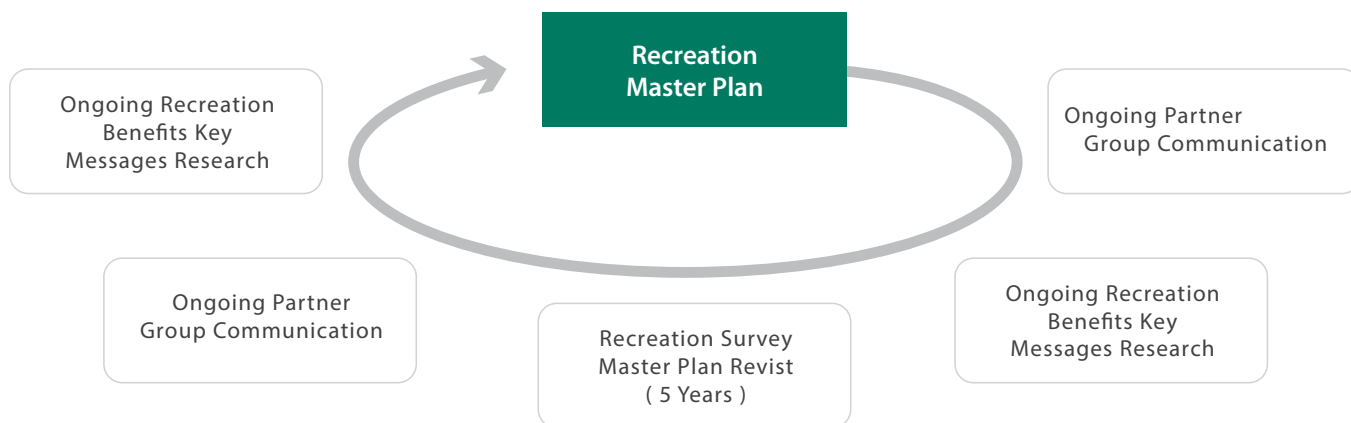 Recreation
Master Plan
Ongoing Partner
Group Communication
Ongoing Recreation
Benefits Key
Messages Research
Recreation Survey
Master Plan Revist
( 5 Years )
Ongoing Partner
Group Communication
Ongoing Recreation
Benefits Key
Messages Research